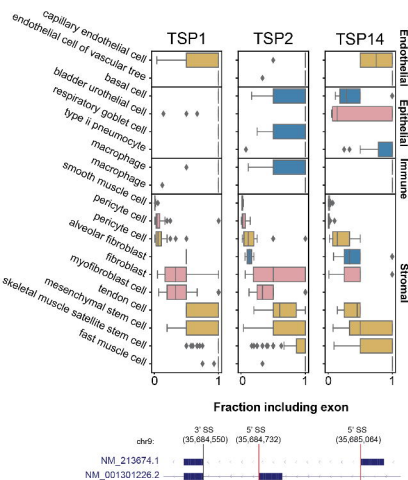 TSP1 TSP2 TSP14
capillary endothelial cell
endothelial cell of vascular tree
basal cell
bladder urothelial cell
respiratory goblet cell
type ii pneumocyte
macrophage
macrophage
smooth muscle cell
pericyte cell
pericyte cell
alveolar fibroblast
fibroblast
myofibroblast cell
tendon cell
mesenchymal stem cell
skeletal muscle satellite stem cell
fast muscle cell
Endothelial
Epithelial
Immune
Stromal
0 1 0 1 0 1
Fraction including exon
3' SS 5' SS 5' SS
chr9: (35,684,550) (35,684,732) (35,685,064)
NM_213674.1
NM_001301226.2